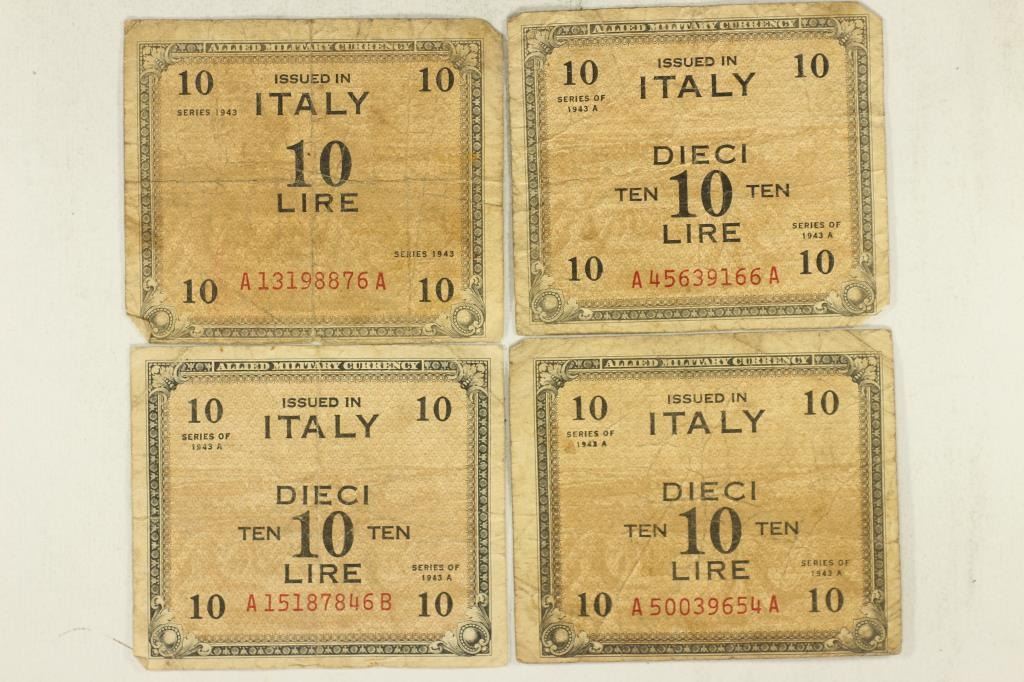 ALLIED MILITARY CURRENCY
10 ISSUED IN 10
SERIES 1943 ITALY
10
LIRE
SERIES 1943
10 A13198876A 10
ALLIED MILITARY CURRENCY
10 ISSUED IN 10
SERIES OF ITALY
1943 A
DIECI
TEN 10 TEN
LIRE
SERIES OF
1943 A
10 A45639166A 10
ALLIED MILITARY CURRENCY
10 ISSUED IN 10
SERIES OF ITALY
1943 A
DIECI
TEN 10 TEN
LIRE
SERIES OF
1943 A
10 A15187846B 10
ALLIED MILITARY CURRENCY
10 ISSUED IN 10
SERIES OF ITALY
1943 A
DIECI
TEN 10 TEN
LIRE
SERIES OF
1943 A
10 A50039654A 10